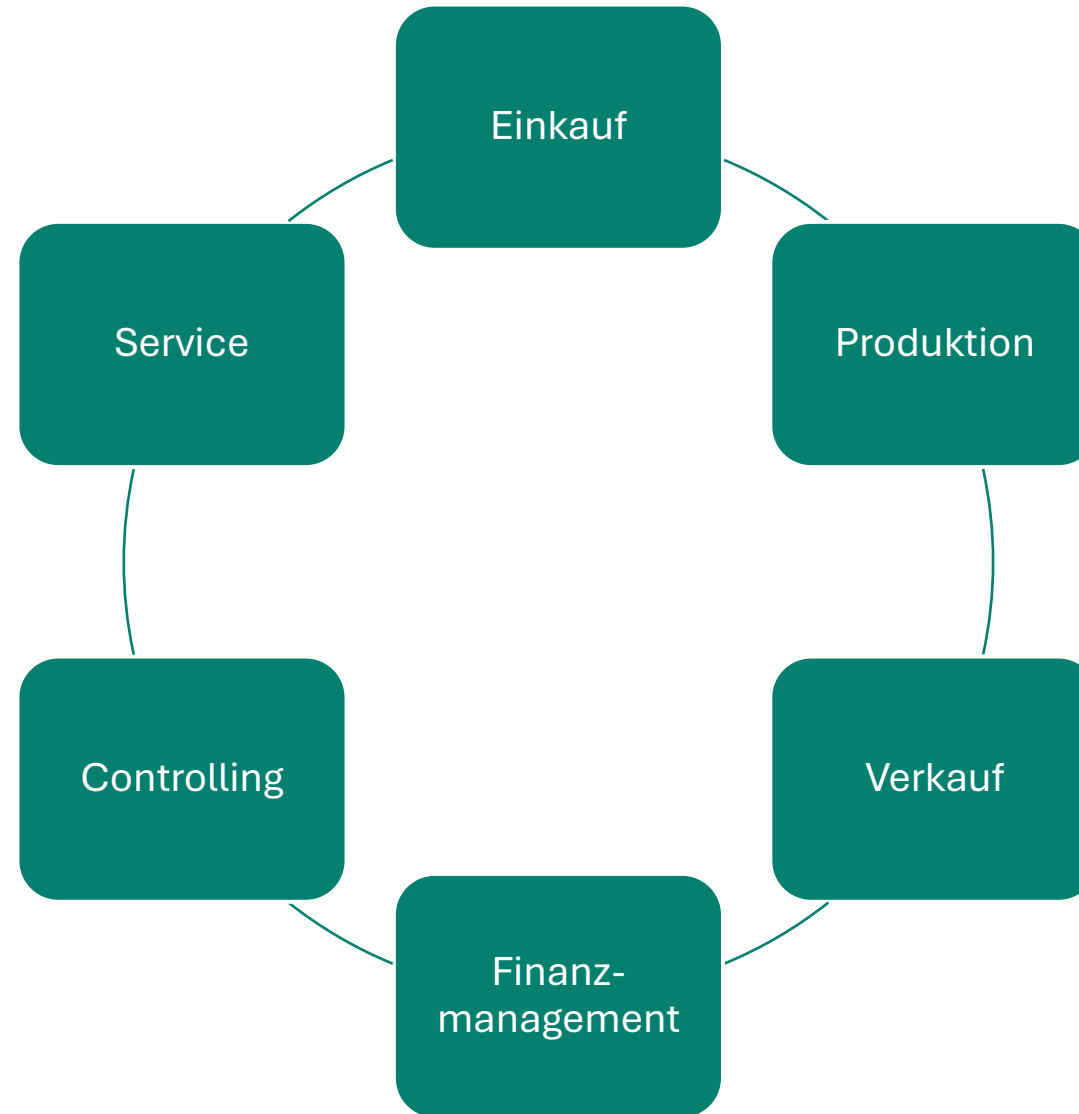 Einkauf
Produktion
Verkauf
Finanz-
management
Controlling
Service